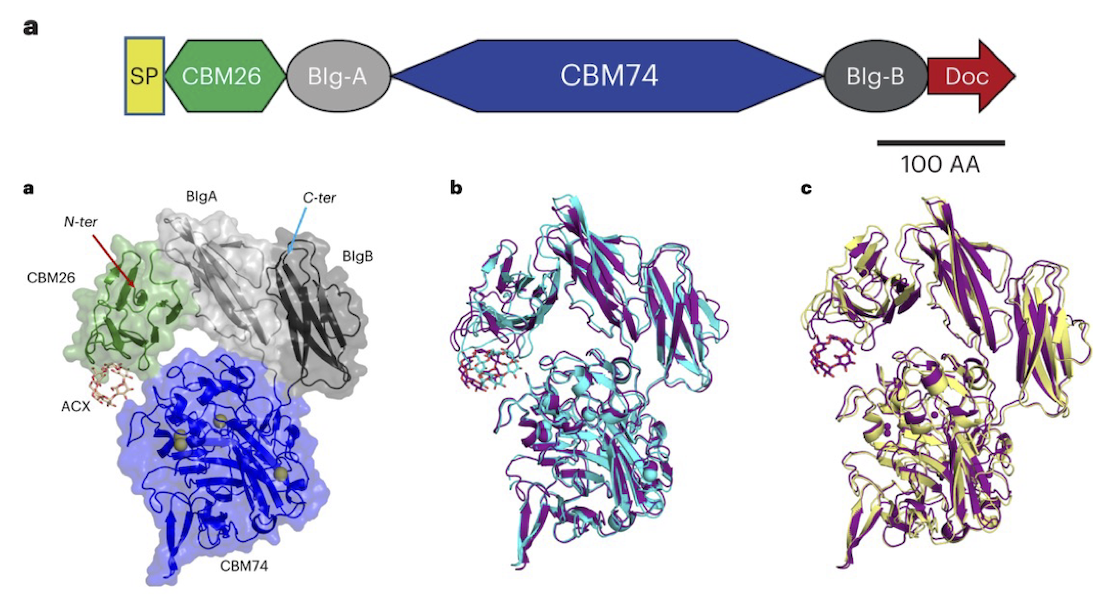 a
SP CBM26 BIg-A CBM74 BIg-B Doc
100 AA
a b c
BIgA
N-ter
C-ter
BIgB
CBM26
ACX
CBM74